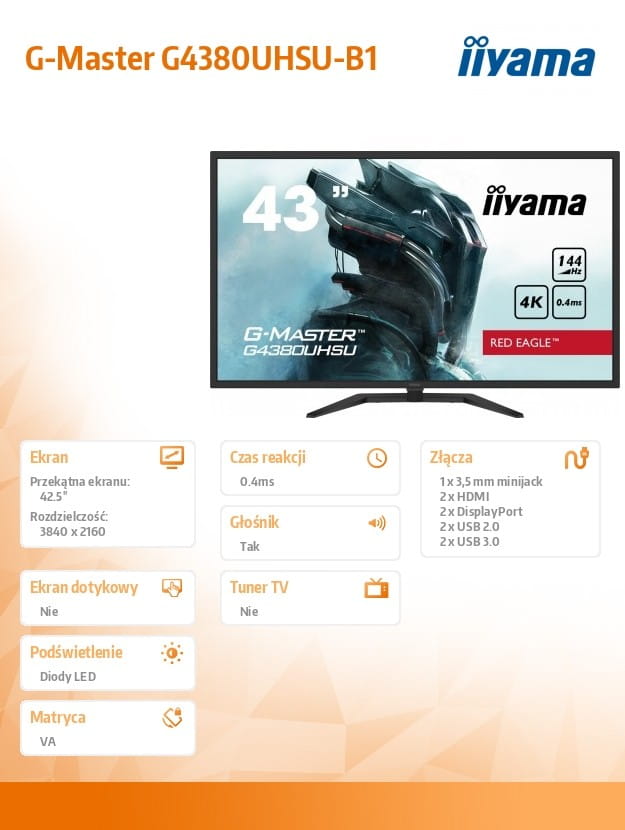 G-Master G4380UHSU-B1
iiyama
43"
iiyama
144
Hz
4K
0.4ms
G-MASTER™
G4380UHSU
RED EAGLE™
Ekran
Przekątna ekranu:
42.5"
Rozdzielczość:
3840 x 2160
Czas reakcji
0.4ms
Głośnik
Tak
Złącza
1 x 3,5 mm minijack
2 x HDMI
2 x DisplayPort
2 x USB 2.0
2 x USB 3.0
Ekran dotykowy
Nie
Tuner TV
Nie
Podświetlenie
Diody LED
Matryca
VA